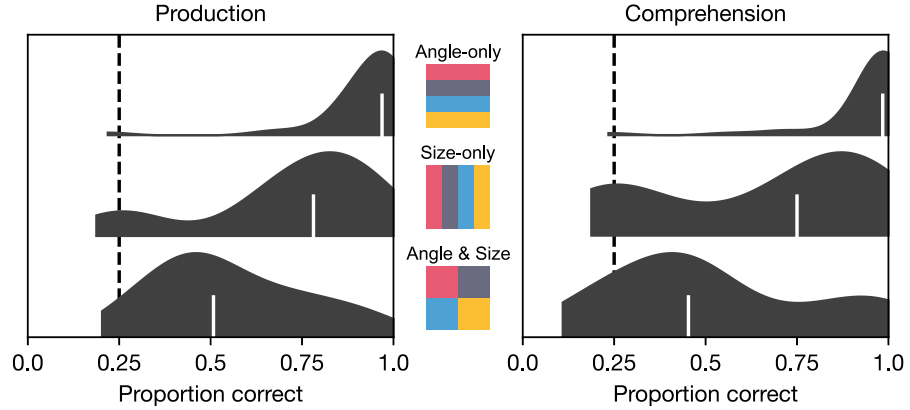 Production
Comprehension
Angle-only
Size-only
Angle & Size
0.0 0.25 0.5 0.75 1.0
0.0 0.25 0.5 0.75 1.0
Proportion correct
Proportion correct